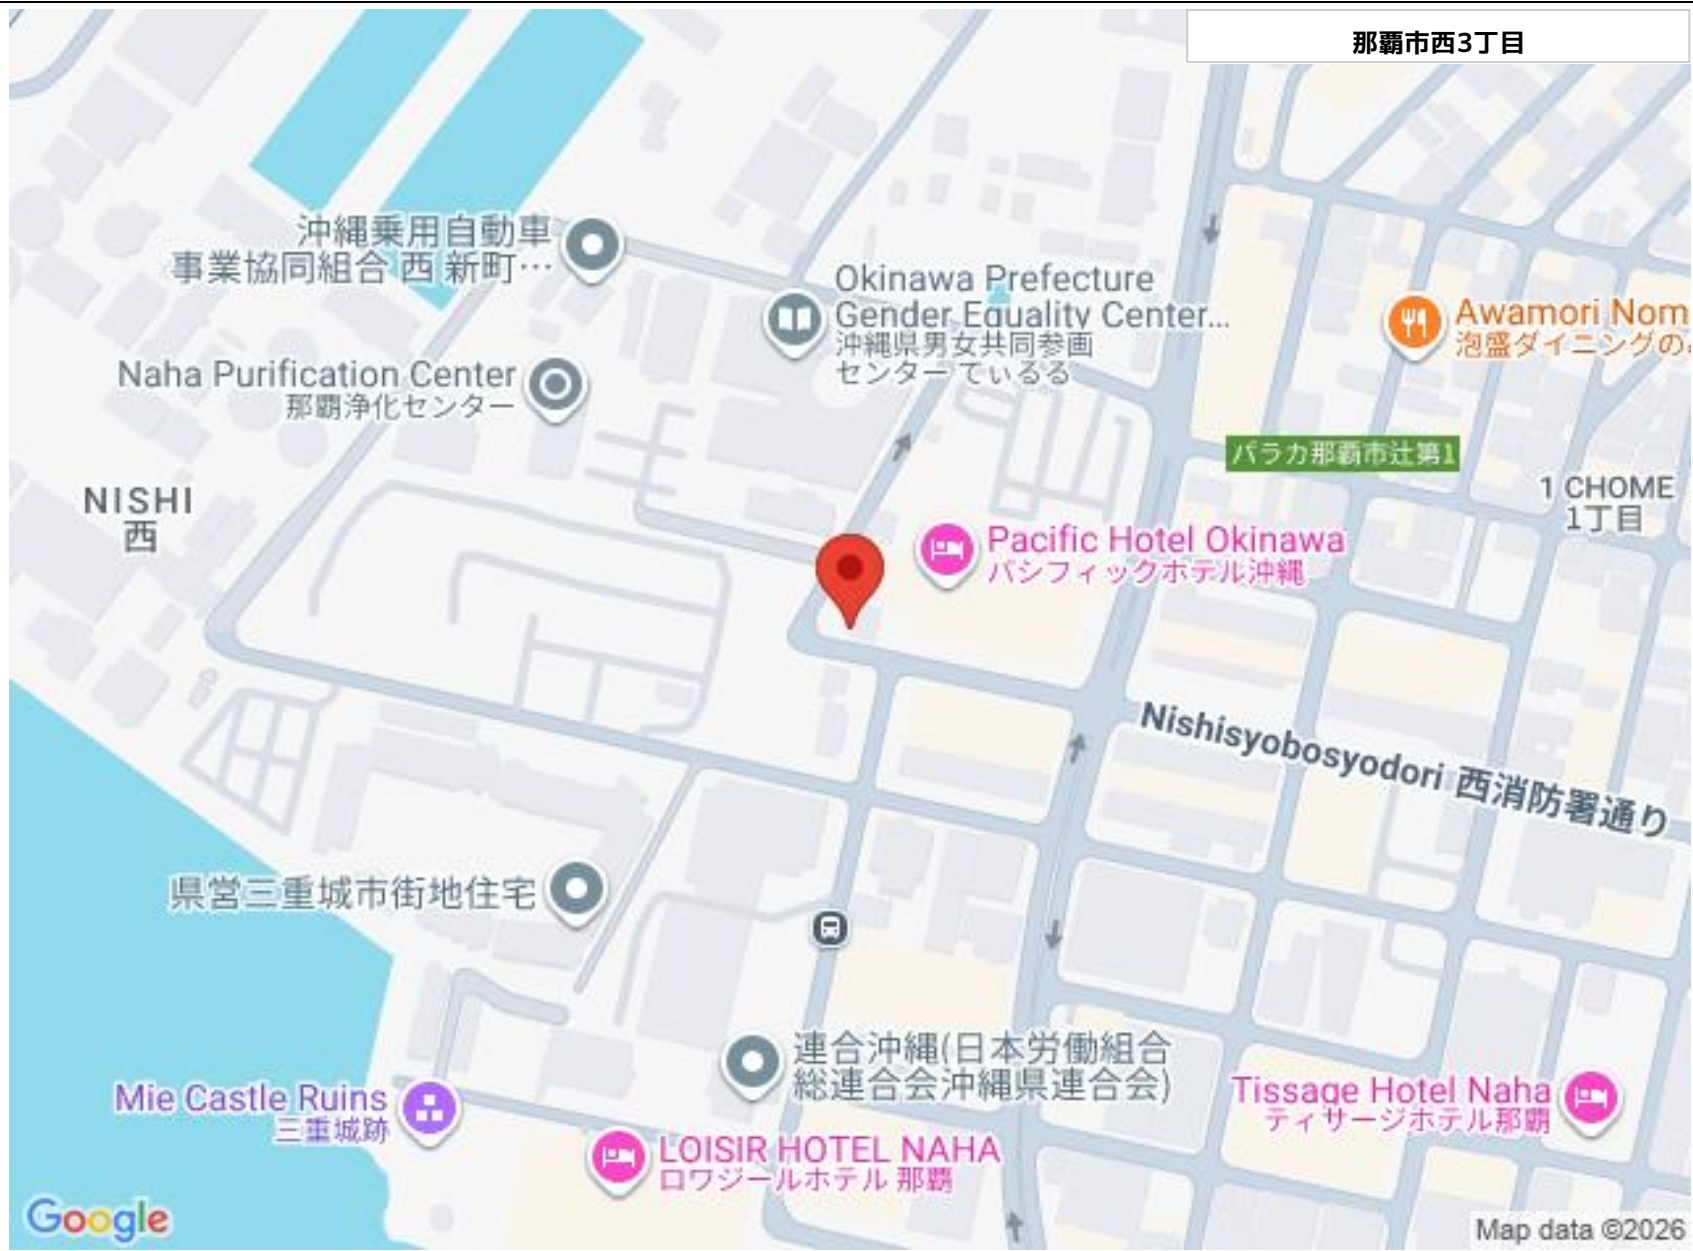 那覇市西3丁目
沖縄乗用自動車
事業協同組合 西 新町…
Okinawa Prefecture
Gender Equality Center...
沖縄県男女共同参画
センター てぃるる
Awamori Nom
泡盛ダイニングの
Naha Purification Center
那覇浄化センター
パラカ那覇市辻第1
NISHI
西
1 CHOME
1丁目
Pacific Hotel Okinawa
パシフィックホテル沖縄
Nishisyobosyodori 西消防署通り
県営三重城市街地住宅
連合沖縄(日本労働組合
総連合会沖縄県連合会)
Mie Castle Ruins
三重城跡
Tissage Hotel Naha
ティサージホテル那覇
LOISIR HOTEL NAHA
ロワジールホテル 那覇
Google
Map data ©2026